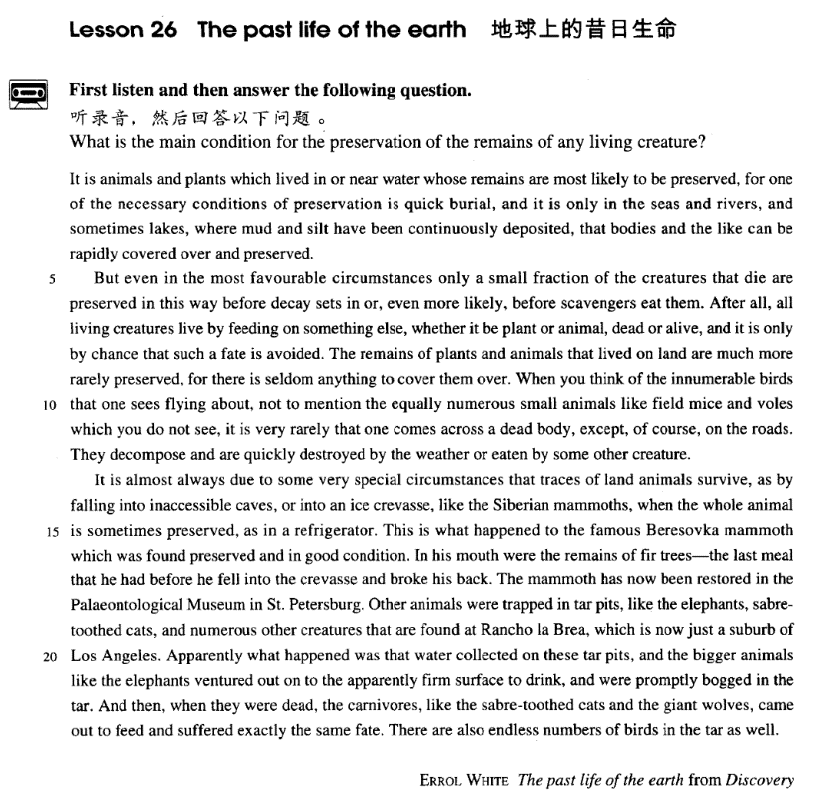 Lesson 26 The past life of the earth 地球上的昔日生命
First listen and then answer the following question.
听录音，然后回答以下问题。
What is the main condition for the preservation of the remains of any living creature?
It is animals and plants which lived in or near water whose remains are most likely to be preserved, for one
of the necessary conditions of preservation is quick burial, and it is only in the seas and rivers, and
sometimes lakes, where mud and silt have been continuously deposited, that bodies and the like can be
rapidly covered over and preserved.
5 But even in the most favourable circumstances only a small fraction of the creatures that die are
preserved in this way before decay sets in or, even more likely, before scavengers eat them. After all, all
living creatures live by feeding on something else, whether it be plant or animal, dead or alive, and it is only
by chance that such a fate is avoided. The remains of plants and animals that lived on land are much more
rarely preserved, for there is seldom anything to cover them over. When you think of the innumerable birds
10 that one sees flying about, not to mention the equally numerous small animals like field mice and voles
which you do not see, it is very rarely that one comes across a dead body, except, of course, on the roads.
They decompose and are quickly destroyed by the weather or eaten by some other creature.
It is almost always due to some very special circumstances that traces of land animals survive, as by
falling into inaccessible caves, or into an ice crevasse, like the Siberian mammoths, when the whole animal
15 is sometimes preserved, as in a refrigerator. This is what happened to the famous Beresovka mammoth
which was found preserved and in good condition. In his mouth were the remains of fir trees—the last meal
that he had before he fell into the crevasse and broke his back. The mammoth has now been restored in the
Palaeontological Museum in St. Petersburg. Other animals were trapped in tar pits, like the elephants, sabre-
toothed cats, and numerous other creatures that are found at Rancho la Brea, which is now just a suburb of
20 Los Angeles. Apparently what happened was that water collected on these tar pits, and the bigger animals
like the elephants ventured out on to the apparently firm surface to drink, and were promptly bogged in the
tar. And then, when they were dead, the carnivores, like the sabre-toothed cats and the giant wolves, came
out to feed and suffered exactly the same fate. There are also endless numbers of birds in the tar as well.
ERROL WHITE The past life of the earth from Discovery